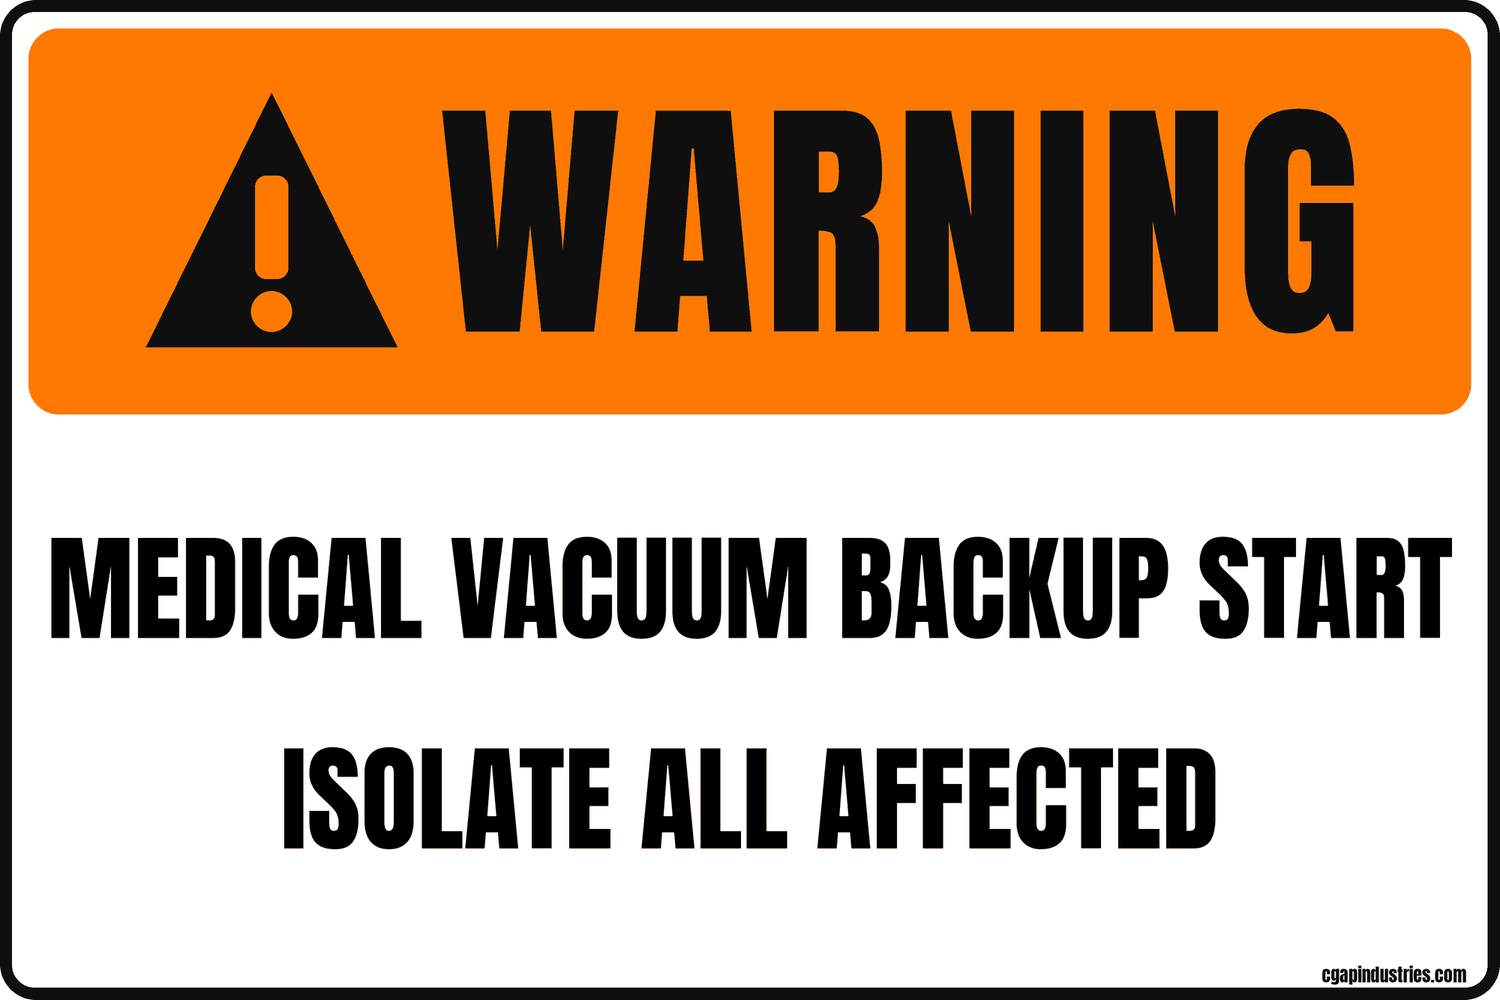 WARNING
MEDICAL VACUUM BACKUP START
ISOLATE ALL AFFECTED
cgapindustries.com